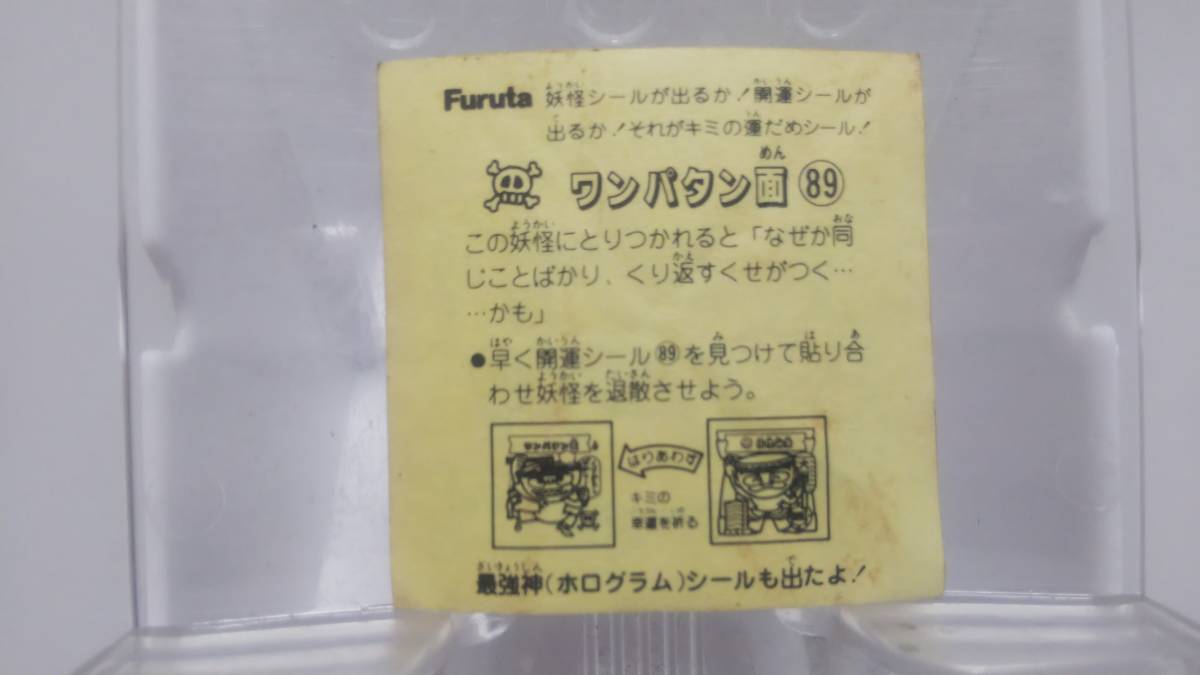 Furuta 妖怪シールが出るか!開運シールが
出るか!それがキミの運だめシール!
ワンパタン面 89
この妖怪にとりつかれると「なぜか同
じことばかり、くり返すくせがつく…
…かも」
●早く開運シール89を見つけて貼り合
わせ妖怪を退散させよう。
ワンパタン面
はりあわす
キミの
幸運を祈る
最強神(ホログラム)シールも出たよ!